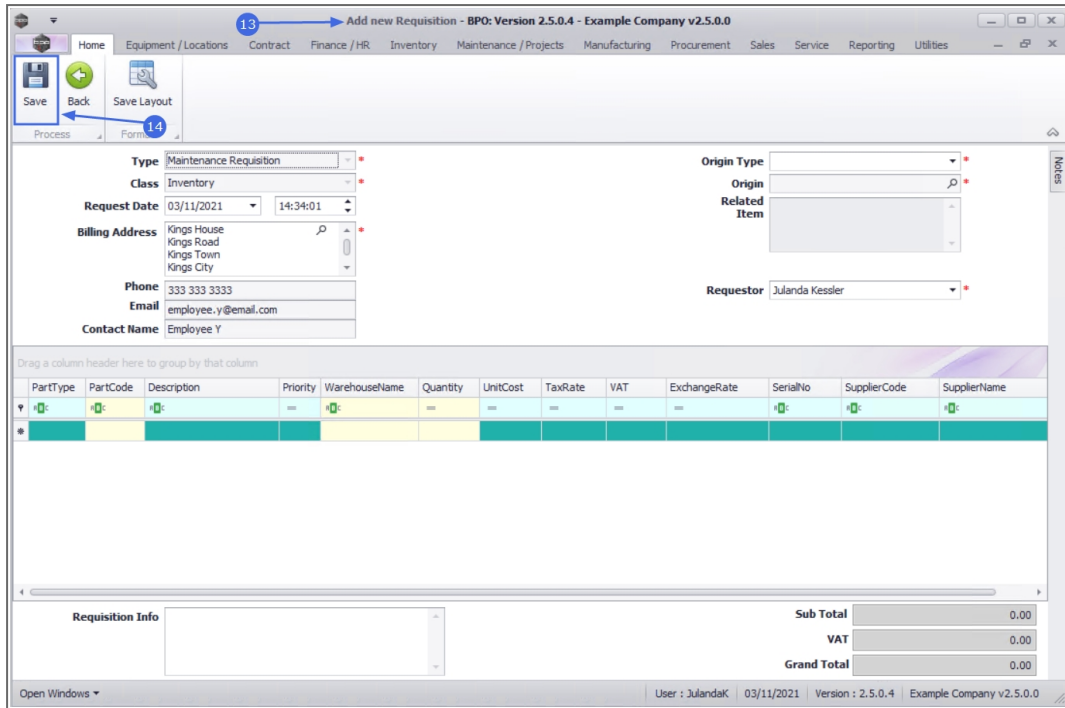 13
Add new Requisition - BPO: Version 2.5.0.4 - Example Company v2.5.0.0
Home Equipment / Locations Contract Finance / HR Inventory Maintenance / Projects Manufacturing Procurement Sales Service Reporting Utilities
Save Back Save Layout
14
Process Form
Type Maintenance Requisition * Origin Type *
Class Inventory * Origin *
Request Date 03/11/2021 14:34:01 Related Item
Billing Address Kings House *
Kings Road
Kings Town
Kings City
Phone 333 333 3333 Requestor Julanda Kessler *
Email employee.y@email.com
Contact Name Employee Y
Notes
Drag a column header here to group by that column
PartType PartCode Description Priority WarehouseName Quantity UnitCost TaxRate VAT ExchangeRate SerialNo SupplierCode SupplierName
Requisition Info Sub Total 0.00
VAT 0.00
Grand Total 0.00
Open Windows User : JulandaK 03/11/2021 Version : 2.5.0.4 Example Company v2.5.0.0